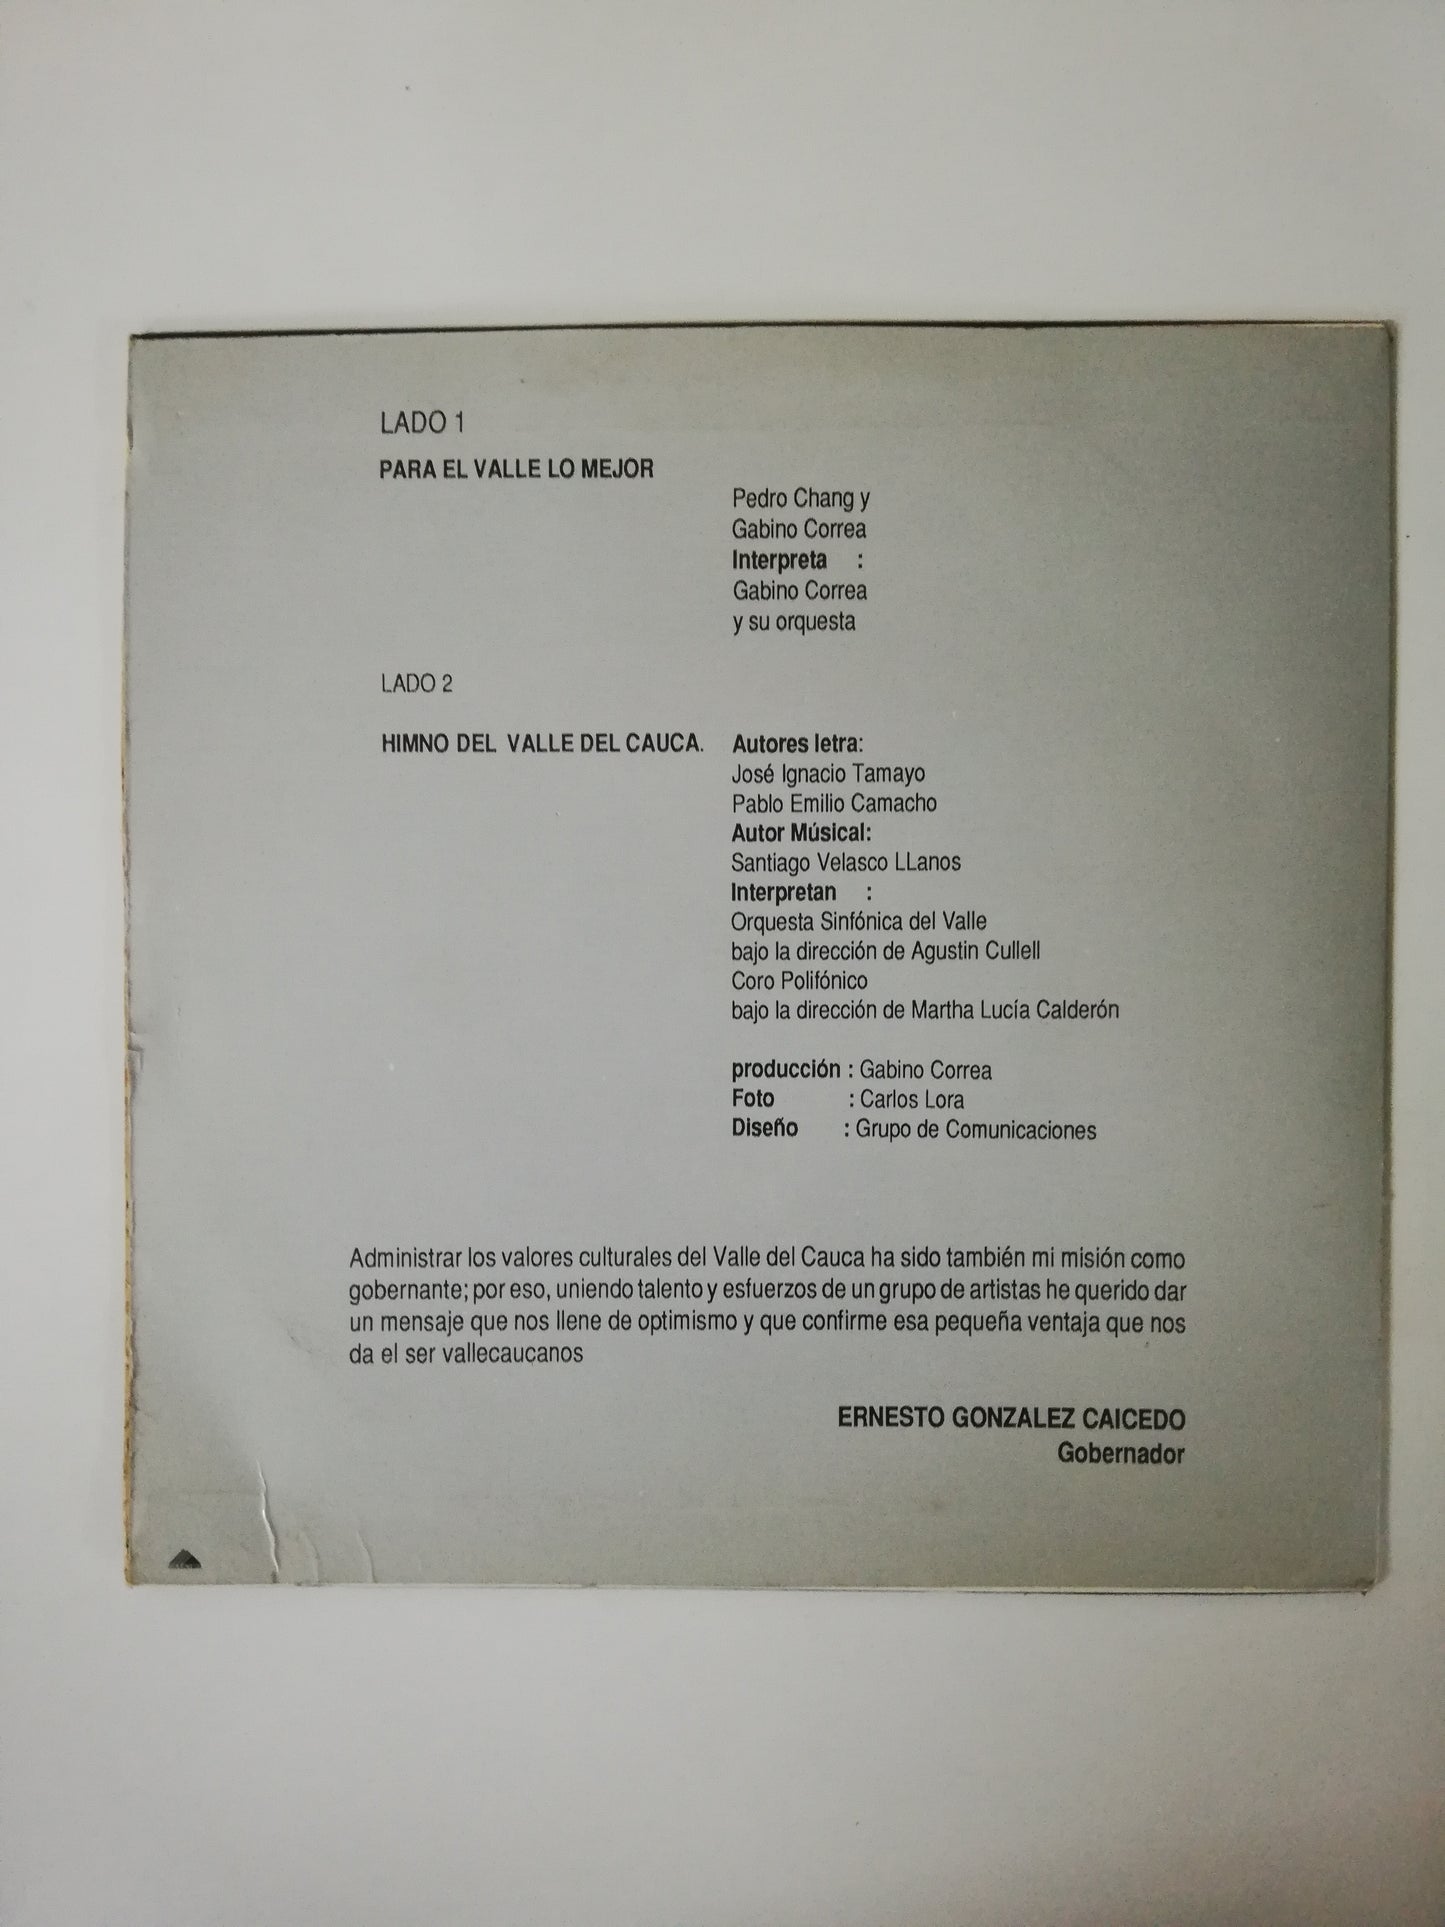 LADO 1
PARA EL VALLE LO MEJOR
Pedro Chang y
Gabino Correa
Interpreta :
Gabino Correa
y su orquesta
LADO 2
HIMNO DEL VALLE DEL CAUCA. Autores letra:
José Ignacio Tamayo
Pablo Emilio Camacho
Autor Músical:
Santiago Velasco LLanos
Interpretan :
Orquesta Sinfónica del Valle
bajo la dirección de Agustin Cullell
Coro Polifónico
bajo la dirección de Martha Lucía Calderón
producción : Gabino Correa
Foto : Carlos Lora
Diseño : Grupo de Comunicaciones
Administrar los valores culturales del Valle del Cauca ha sido también mi misión como
gobernante; por eso, uniendo talento y esfuerzos de un grupo de artistas he querido dar
un mensaje que nos llene de optimismo y que confirme esa pequeña ventaja que nos
da el ser vallecaucanos
ERNESTO GONZALEZ CAICEDO
Gobernador